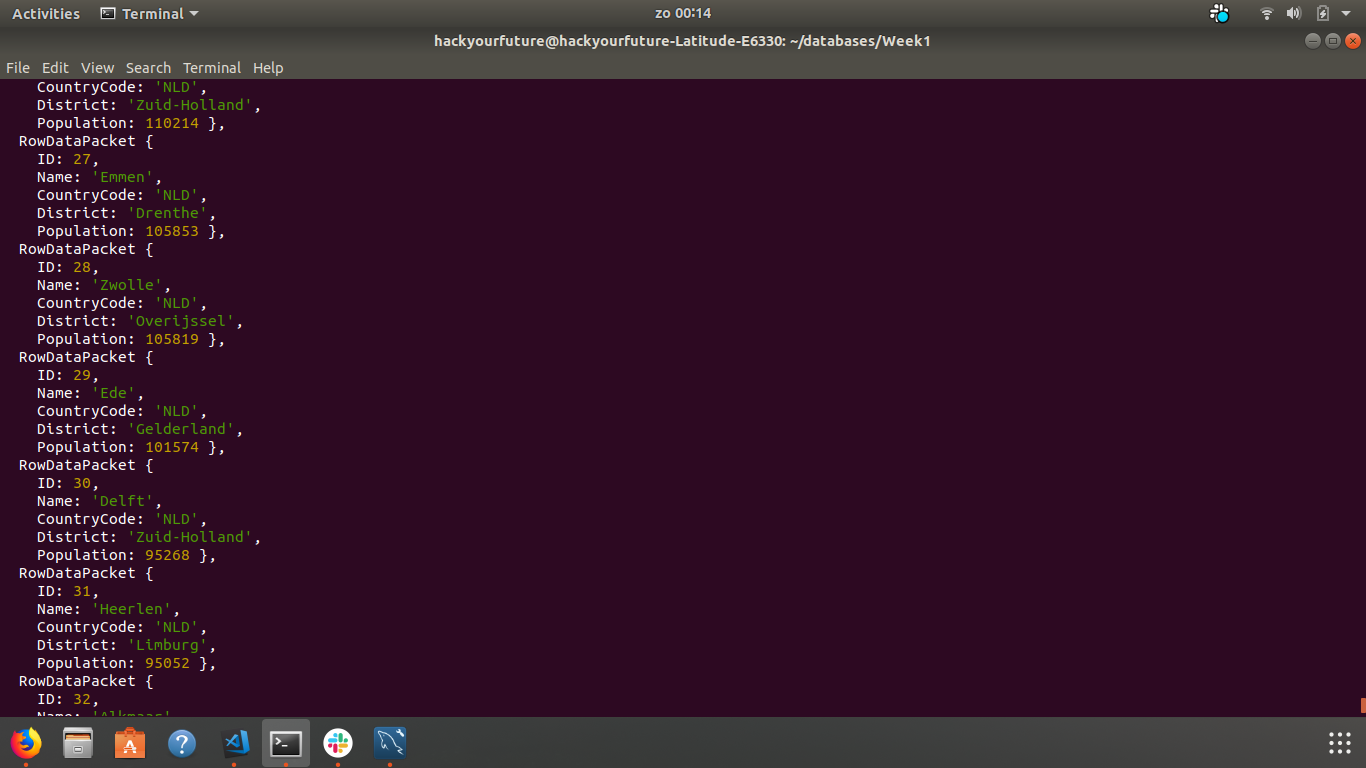 Activities Terminal zo 00:14
hackyourfuture@hackyourfuture-Latitude-E6330: ~/databases/Week1
File Edit View Search Terminal Help
CountryCode: 'NLD',
District: 'Zuid-Holland',
Population: 110214 },
RowDataPacket {
ID: 27,
Name: 'Emmen',
CountryCode: 'NLD',
District: 'Drenthe',
Population: 105853 },
RowDataPacket {
ID: 28,
Name: 'Zwolle',
CountryCode: 'NLD',
District: 'Overijssel',
Population: 105819 },
RowDataPacket {
ID: 29,
Name: 'Ede',
CountryCode: 'NLD',
District: 'Gelderland',
Population: 101574 },
RowDataPacket {
ID: 30,
Name: 'Delft',
CountryCode: 'NLD',
District: 'Zuid-Holland',
Population: 95268 },
RowDataPacket {
ID: 31,
Name: 'Heerlen',
CountryCode: 'NLD',
District: 'Limburg',
Population: 95052 },
RowDataPacket {
ID: 32,
Name: 'Alkmaar',